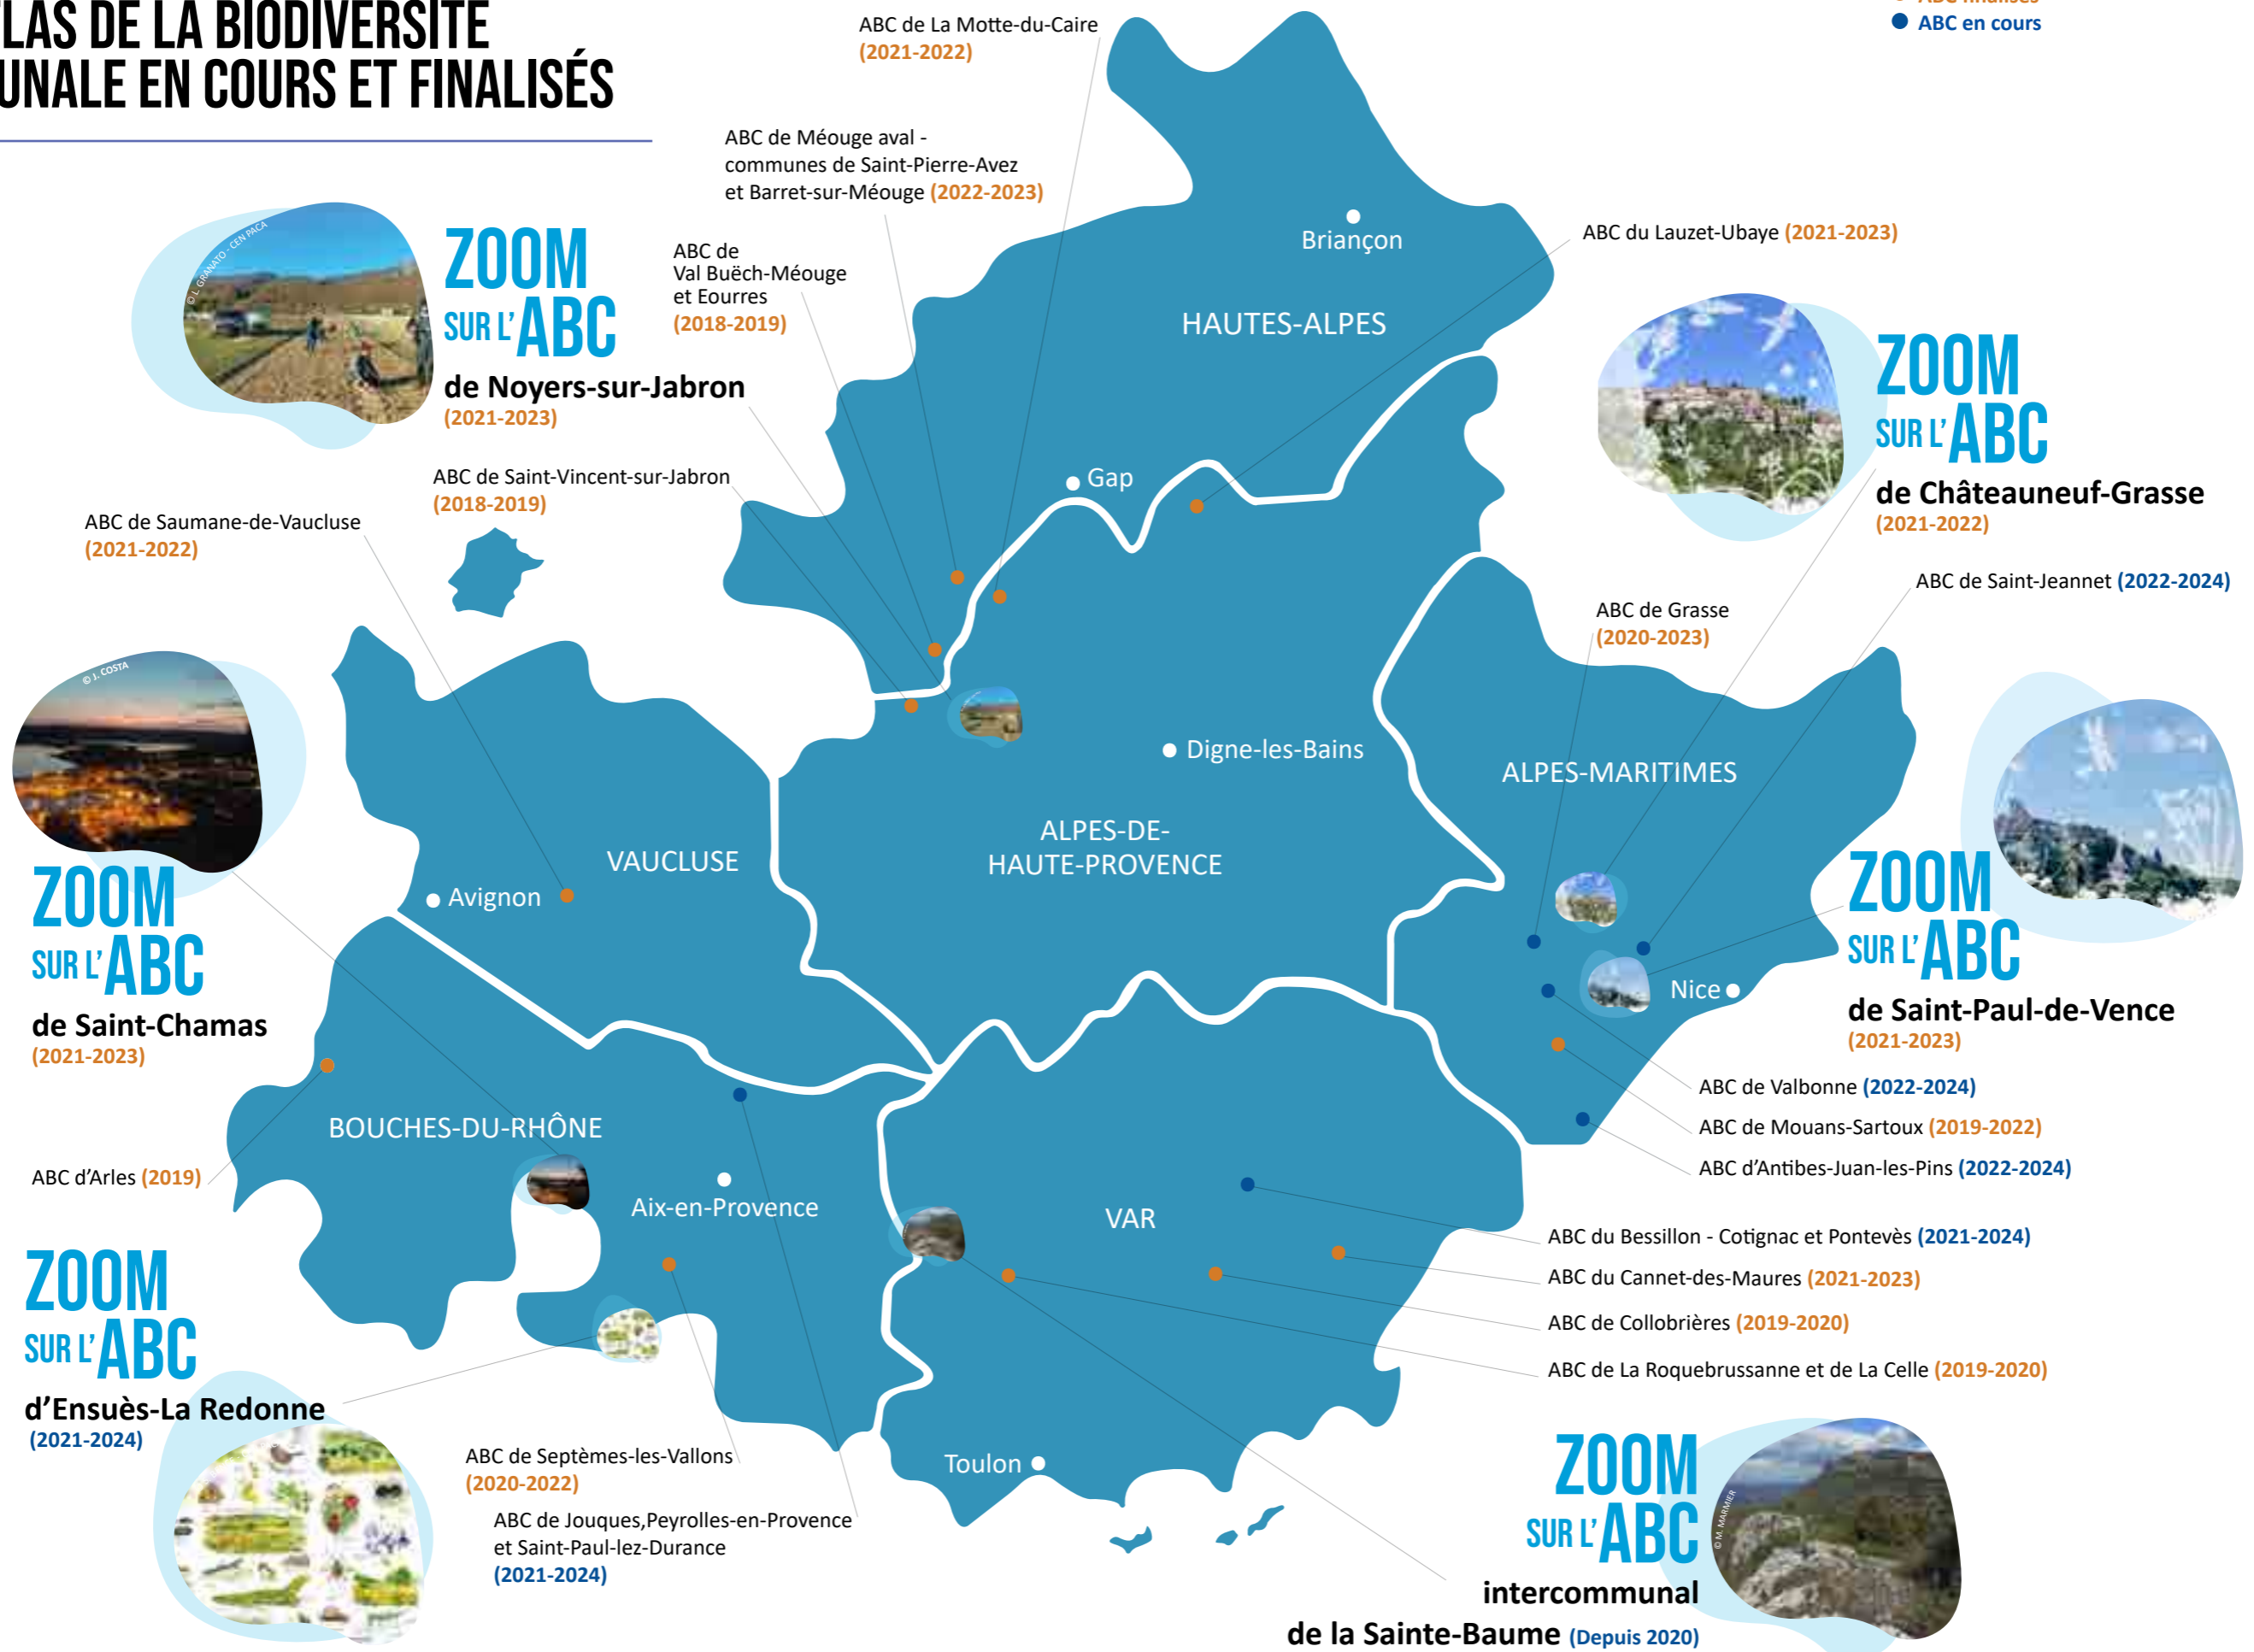 LAS DE LA BIODIVERSITÉ
UNALE EN COURS ET FINALISÉS
ABC finalisés
ABC en cours
ABC de La Motte-du-Caire
(2021-2022)
ABC de Méouge aval -
communes de Saint-Pierre-Avez
et Barret-sur-Méouge (2022-2023)
ABC de
Val Buëch-Méouge
et Eourres
(2018-2019)
© L. GRANATO - CEN PACA
ZOOM
SUR L'ABC
de Noyers-sur-Jabron
(2021-2023)
ABC de Saint-Vincent-sur-Jabron
(2018-2019)
ABC de Saumane-de-Vaucluse
(2021-2022)
Briançon
HAUTES-ALPES
Gap
ABC du Lauzet-Ubaye (2021-2023)
ZOOM
SUR L'ABC
de Châteauneuf-Grasse
(2021-2022)
ABC de Saint-Jeannet (2022-2024)
ABC de Grasse
(2020-2023)
© J. COSTA
ZOOM
SUR L'ABC
de Saint-Chamas
(2021-2023)
Digne-les-Bains
ALPES-MARITIMES
ALPES-DE-
HAUTE-PROVENCE
VAUCLUSE
Avignon
Nice
ZOOM
SUR L'ABC
de Saint-Paul-de-Vence
(2021-2023)
ABC de Valbonne (2022-2024)
ABC de Mouans-Sartoux (2019-2022)
ABC d'Antibes-Juan-les-Pins (2022-2024)
BOUCHES-DU-RHÔNE
ABC d'Arles (2019)
Aix-en-Provence
VAR
ABC du Bessillon - Cotignac et Pontevès (2021-2024)
ABC du Cannet-des-Maures (2021-2023)
ABC de Collobrières (2019-2020)
ABC de La Roquebrussanne et de La Celle (2019-2020)
ZOOM
SUR L'ABC
d'Ensuès-La Redonne
(2021-2024)
ABC de Septèmes-les-Vallons
(2020-2022)
ABC de Jouques,Peyrolles-en-Provence
et Saint-Paul-lez-Durance
(2021-2024)
Toulon
ZOOM
SUR L'ABC
intercommunal
de la Sainte-Baume (Depuis 2020)
© M. MARMIER